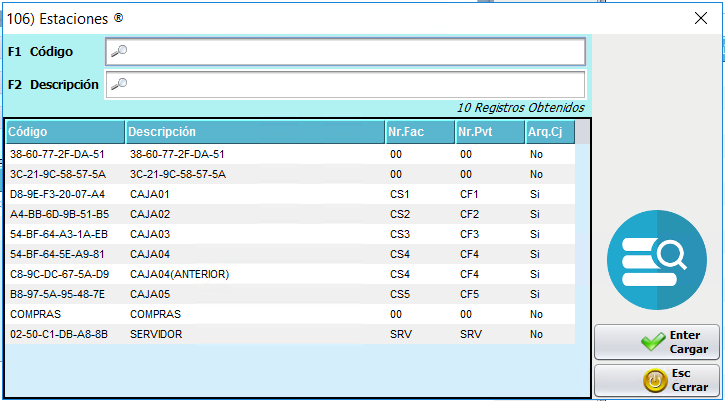 106) Estaciones ®
F1 Código
F2 Descripción
10 Registros Obtenidos
Código Descripción Nr.Fac Nr.Pvt Arq.Cj
38-60-77-2F-DA-51 38-60-77-2F-DA-51 00 00 No
3C-21-9C-58-57-5A 3C-21-9C-58-57-5A 00 00 No
D8-9E-F3-20-07-A4 CAJA01 CS1 CF1 Si
A4-BB-6D-9B-51-B5 CAJA02 CS2 CF2 Si
54-BF-64-A3-1A-EB CAJA03 CS3 CF3 Si
54-BF-64-5E-A9-81 CAJA04 CS4 CF4 Si
C8-9C-DC-67-5A-D9 CAJA04(ANTERIOR) CS4 CF4 Si
B8-97-5A-95-48-7E CAJA05 CS5 CF5 Si
COMPRAS COMPRAS 00 00 No
02-50-C1-DB-A8-8B SERVIDOR SRV SRV No
Enter
Cargar
Esc
Cerrar